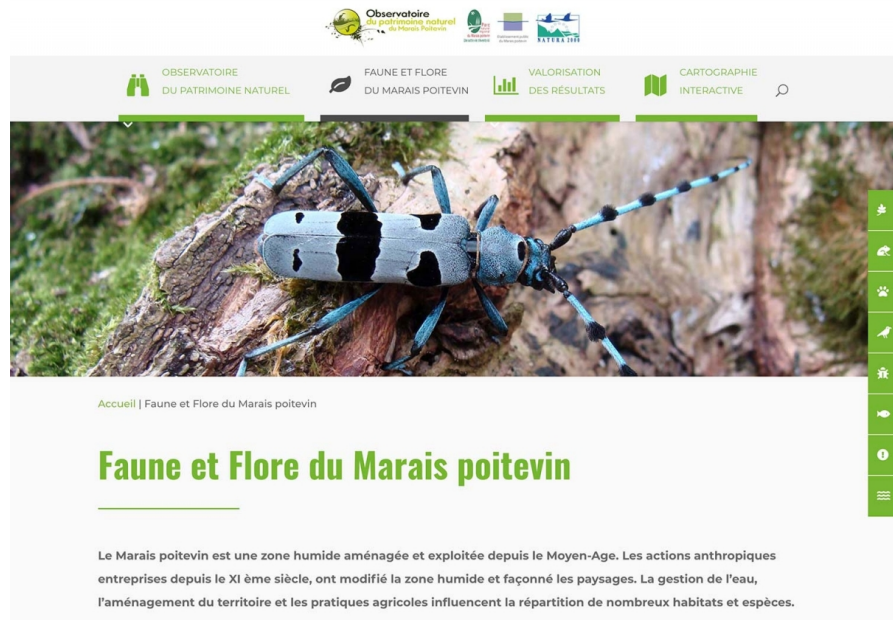 Observatoire
du patrimoine naturel
du Marais Poitevin
NATURA 2000
OBSERVATOIRE
DU PATRIMOINE NATUREL
FAUNE ET FLORE
DU MARAIS POITEVIN
VALORISATION
DES RÉSULTATS
CARTOGRAPHIE
INTERACTIVE
Accueil | Faune et Flore du Marais poitevin
Faune et Flore du Marais poitevin
Le Marais poitevin est une zone humide aménagée et exploitée depuis le Moyen-Age. Les actions anthropiques
entreprises depuis le XI ème siècle, ont modifié la zone humide et façonné les paysages. La gestion de l'eau,
l'aménagement du territoire et les pratiques agricoles influencent la répartition de nombreux habitats et espèces.